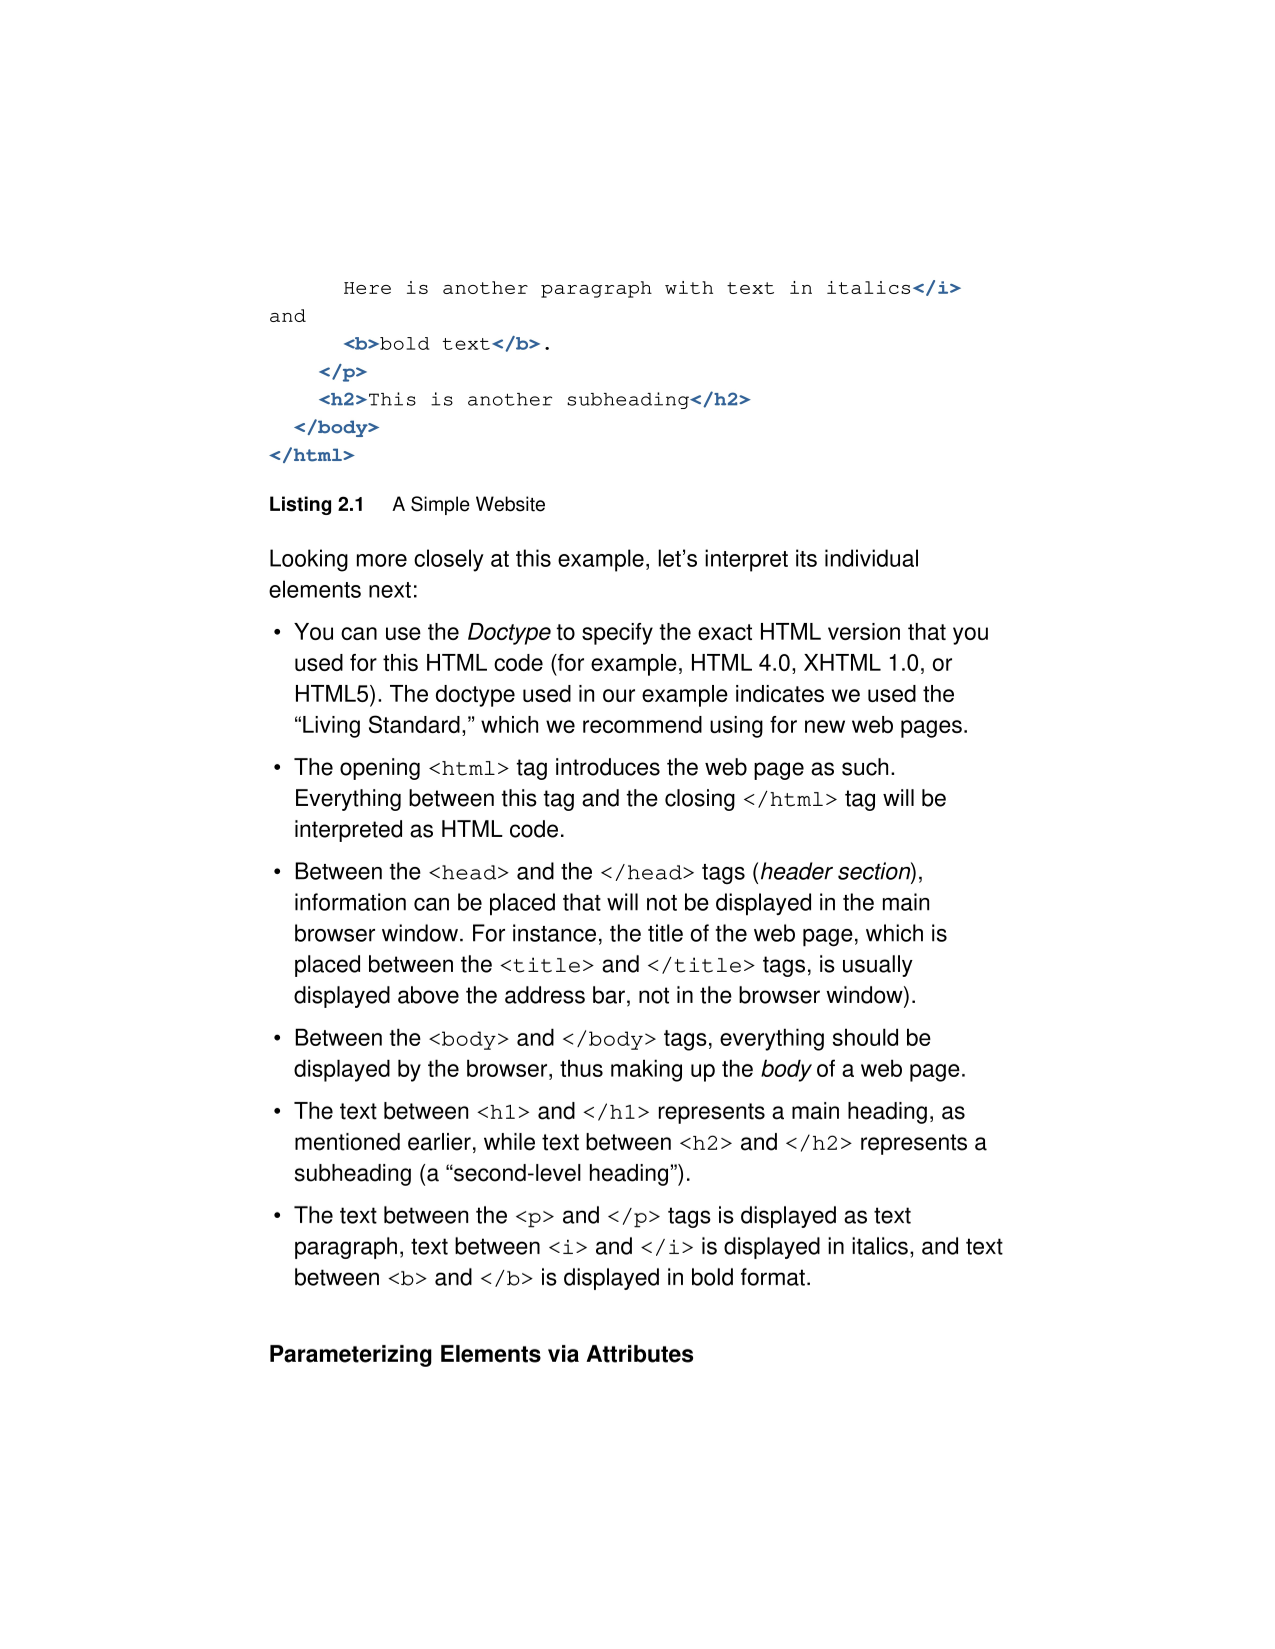 Here is another paragraph with text in italics</i>
and
<b>bold text</b>.
</p>
<h2>This is another subheading</h2>
</body>
</html>
Listing 2.1 A Simple Website
Looking more closely at this example, let’s interpret its individual
elements next:
• You can use the Doctype to specify the exact HTML version that you
used for this HTML code (for example, HTML 4.0, XHTML 1.0, or
HTML5). The doctype used in our example indicates we used the
“Living Standard,” which we recommend using for new web pages.
• The opening <html> tag introduces the web page as such.
Everything between this tag and the closing </html> tag will be
interpreted as HTML code.
• Between the <head> and the </head> tags (header section),
information can be placed that will not be displayed in the main
browser window. For instance, the title of the web page, which is
placed between the <title> and </title> tags, is usually
displayed above the address bar, not in the browser window).
• Between the <body> and </body> tags, everything should be
displayed by the browser, thus making up the body of a web page.
• The text between <h1> and </h1> represents a main heading, as
mentioned earlier, while text between <h2> and </h2> represents a
subheading (a “second-level heading”).
• The text between the <p> and </p> tags is displayed as text
paragraph, text between <i> and </i> is displayed in italics, and text
between <b> and </b> is displayed in bold format.
Parameterizing Elements via Attributes